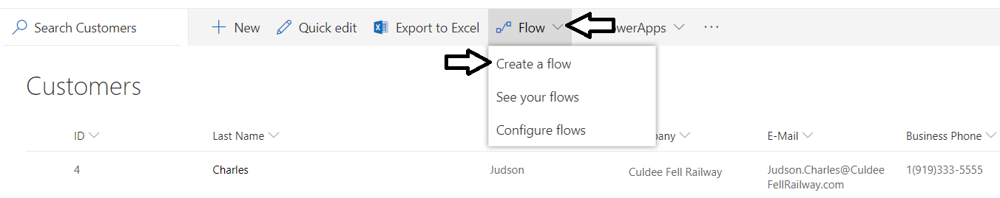 Search Customers
New Quick edit Export to Excel Flow werApps ...
Create a flow
Customers
See your flows
Configure flows
ID Last Name any E-Mail Business Phone
4 Charles Judson Culdee Fell Railway Judson.Charles@Culdee 1(919)333-5555
FellRailway.com